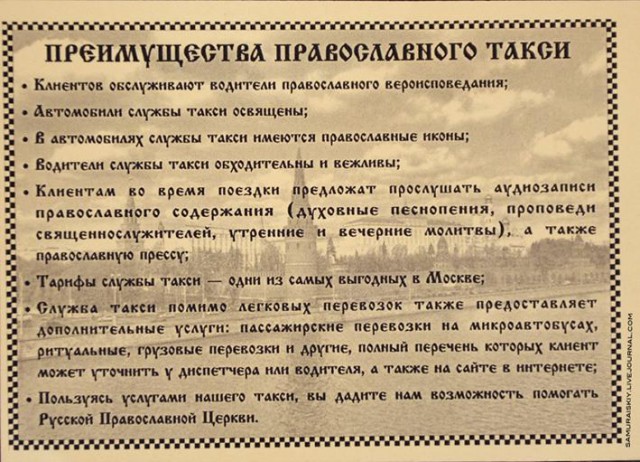 ПРЕИМУЩЕСТВА ПРАВОСЛАВНОГО ТАКСИ
• Клиентов обслуживают водители православного вероисповедания;
• Автомобили службы такси освящены;
• В автомобилях службы такси имеются православные иконы;
• Водители службы такси обходительны и вежливы;
• Клиентам во время поездки предложат прослушать аудиозаписи
православного содержания (духовные песнопения, проповеди
священнослужителей, утренние и вечерние молитвы), а также
православную прессу;
• Тарифы службы такси — одни из самых выгодных в Москве;
• Служба такси помимо легковых перевозок также предоставляет
дополнительные услуги: пассажирские перевозки на микроавтобусах,
ритуальные, грузовые перевозки и другие, полный перечень которых клиент
может уточнить у диспетчера или водителя, а также на сайте в интернете;
• Пользуясь услугами нашего такси, вы дадите нам возможность помогать
Русской Православной Церкви.
SAMURAISKIY.LIVEJOURNAL.COM